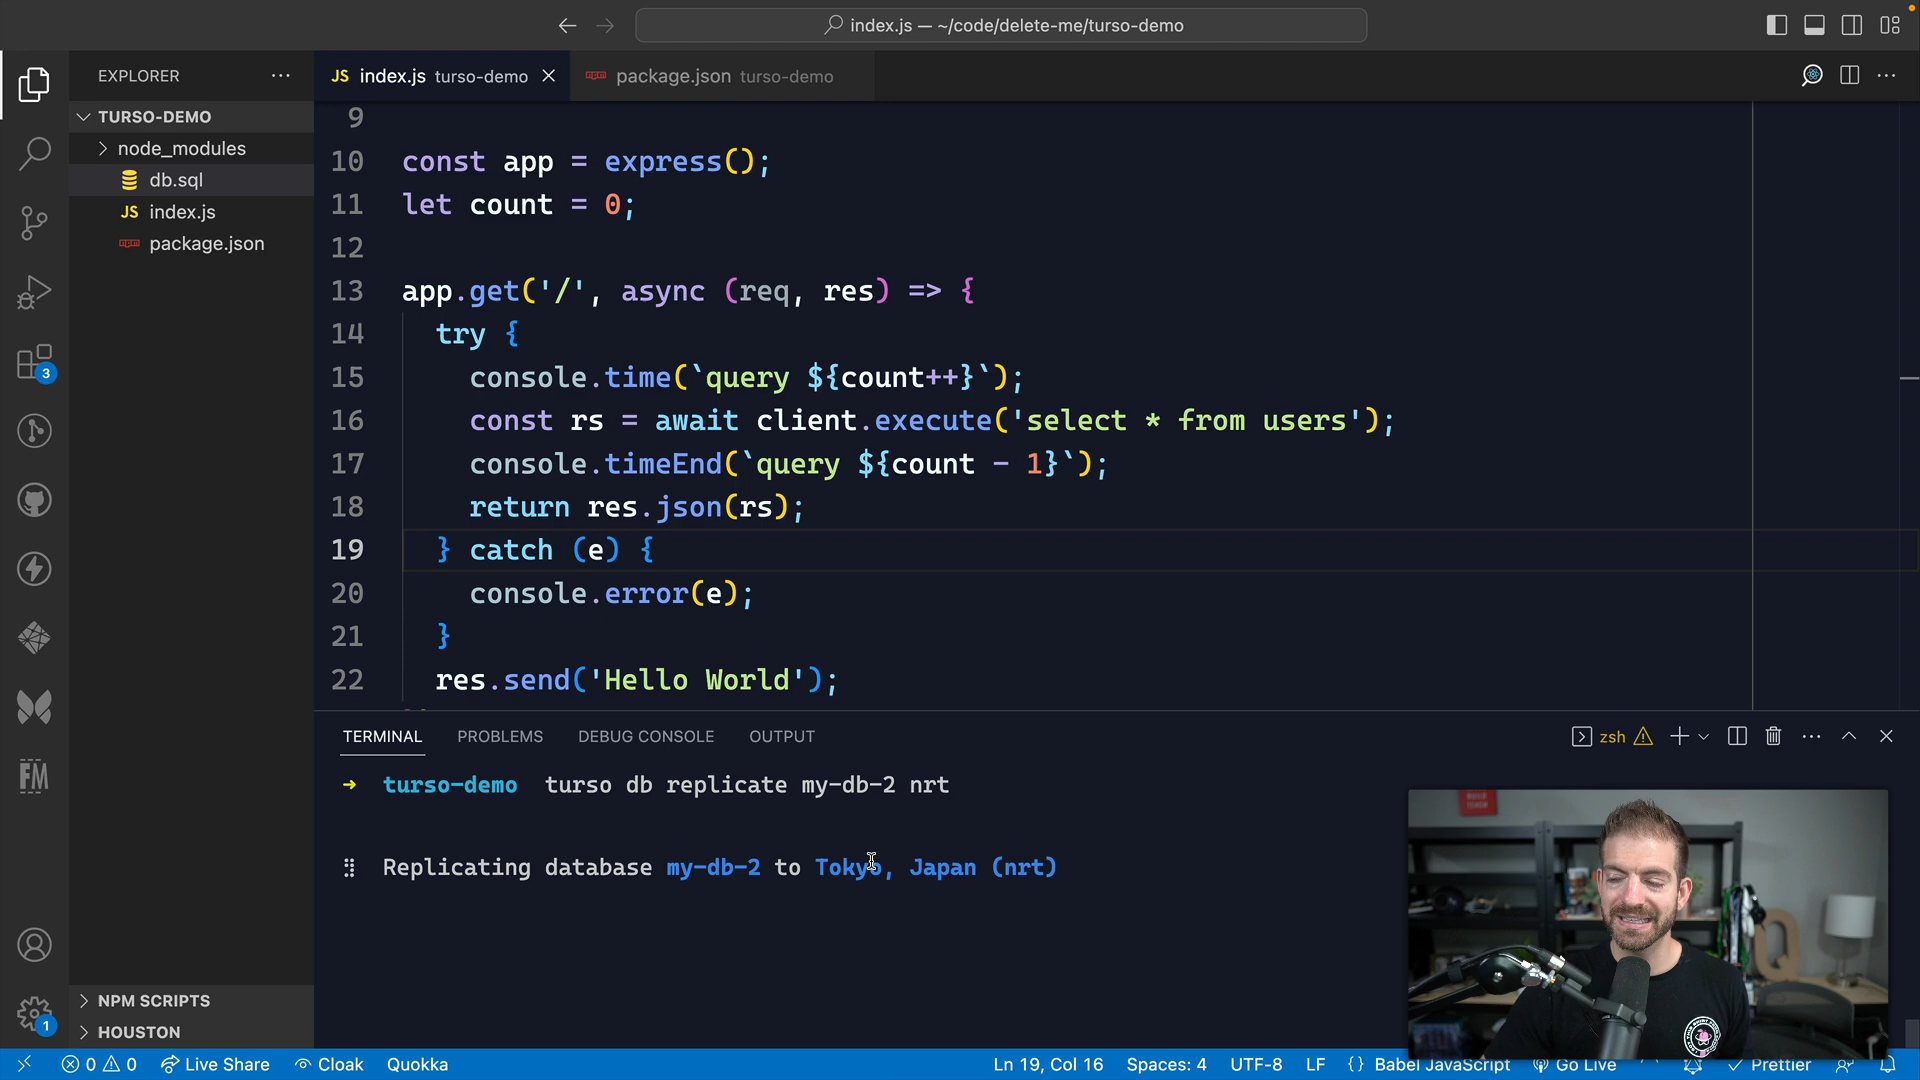 index.js — ~/code/delete-me/turso-demo
EXPLORER
JS index.js turso-demo
package.json turso-demo
TURSO-DEMO
node_modules
db.sql
JS index.js
package.json
9
10 const app = express();
11 let count = 0;
12
13 app.get('/', async (req, res) => {
14 try {
15 console.time(`query ${count++}`);
16 const rs = await client.execute('select * from users');
17 console.timeEnd(`query ${count - 1}`);
18 return res.json(rs);
19 } catch (e) {
20 console.error(e);
21 }
22 res.send('Hello World');
3
FM
TERMINAL PROBLEMS DEBUG CONSOLE OUTPUT
zsh
→ turso-demo turso db replicate my-db-2 nrt
Replicating database my-db-2 to Tokyo, Japan (nrt)
NPM SCRIPTS
HOUSTON
1
0 0 Live Share Cloak Quokka
Ln 19, Col 16 Spaces: 4 UTF-8 LF {} Babel JavaScript Go Live Prettier